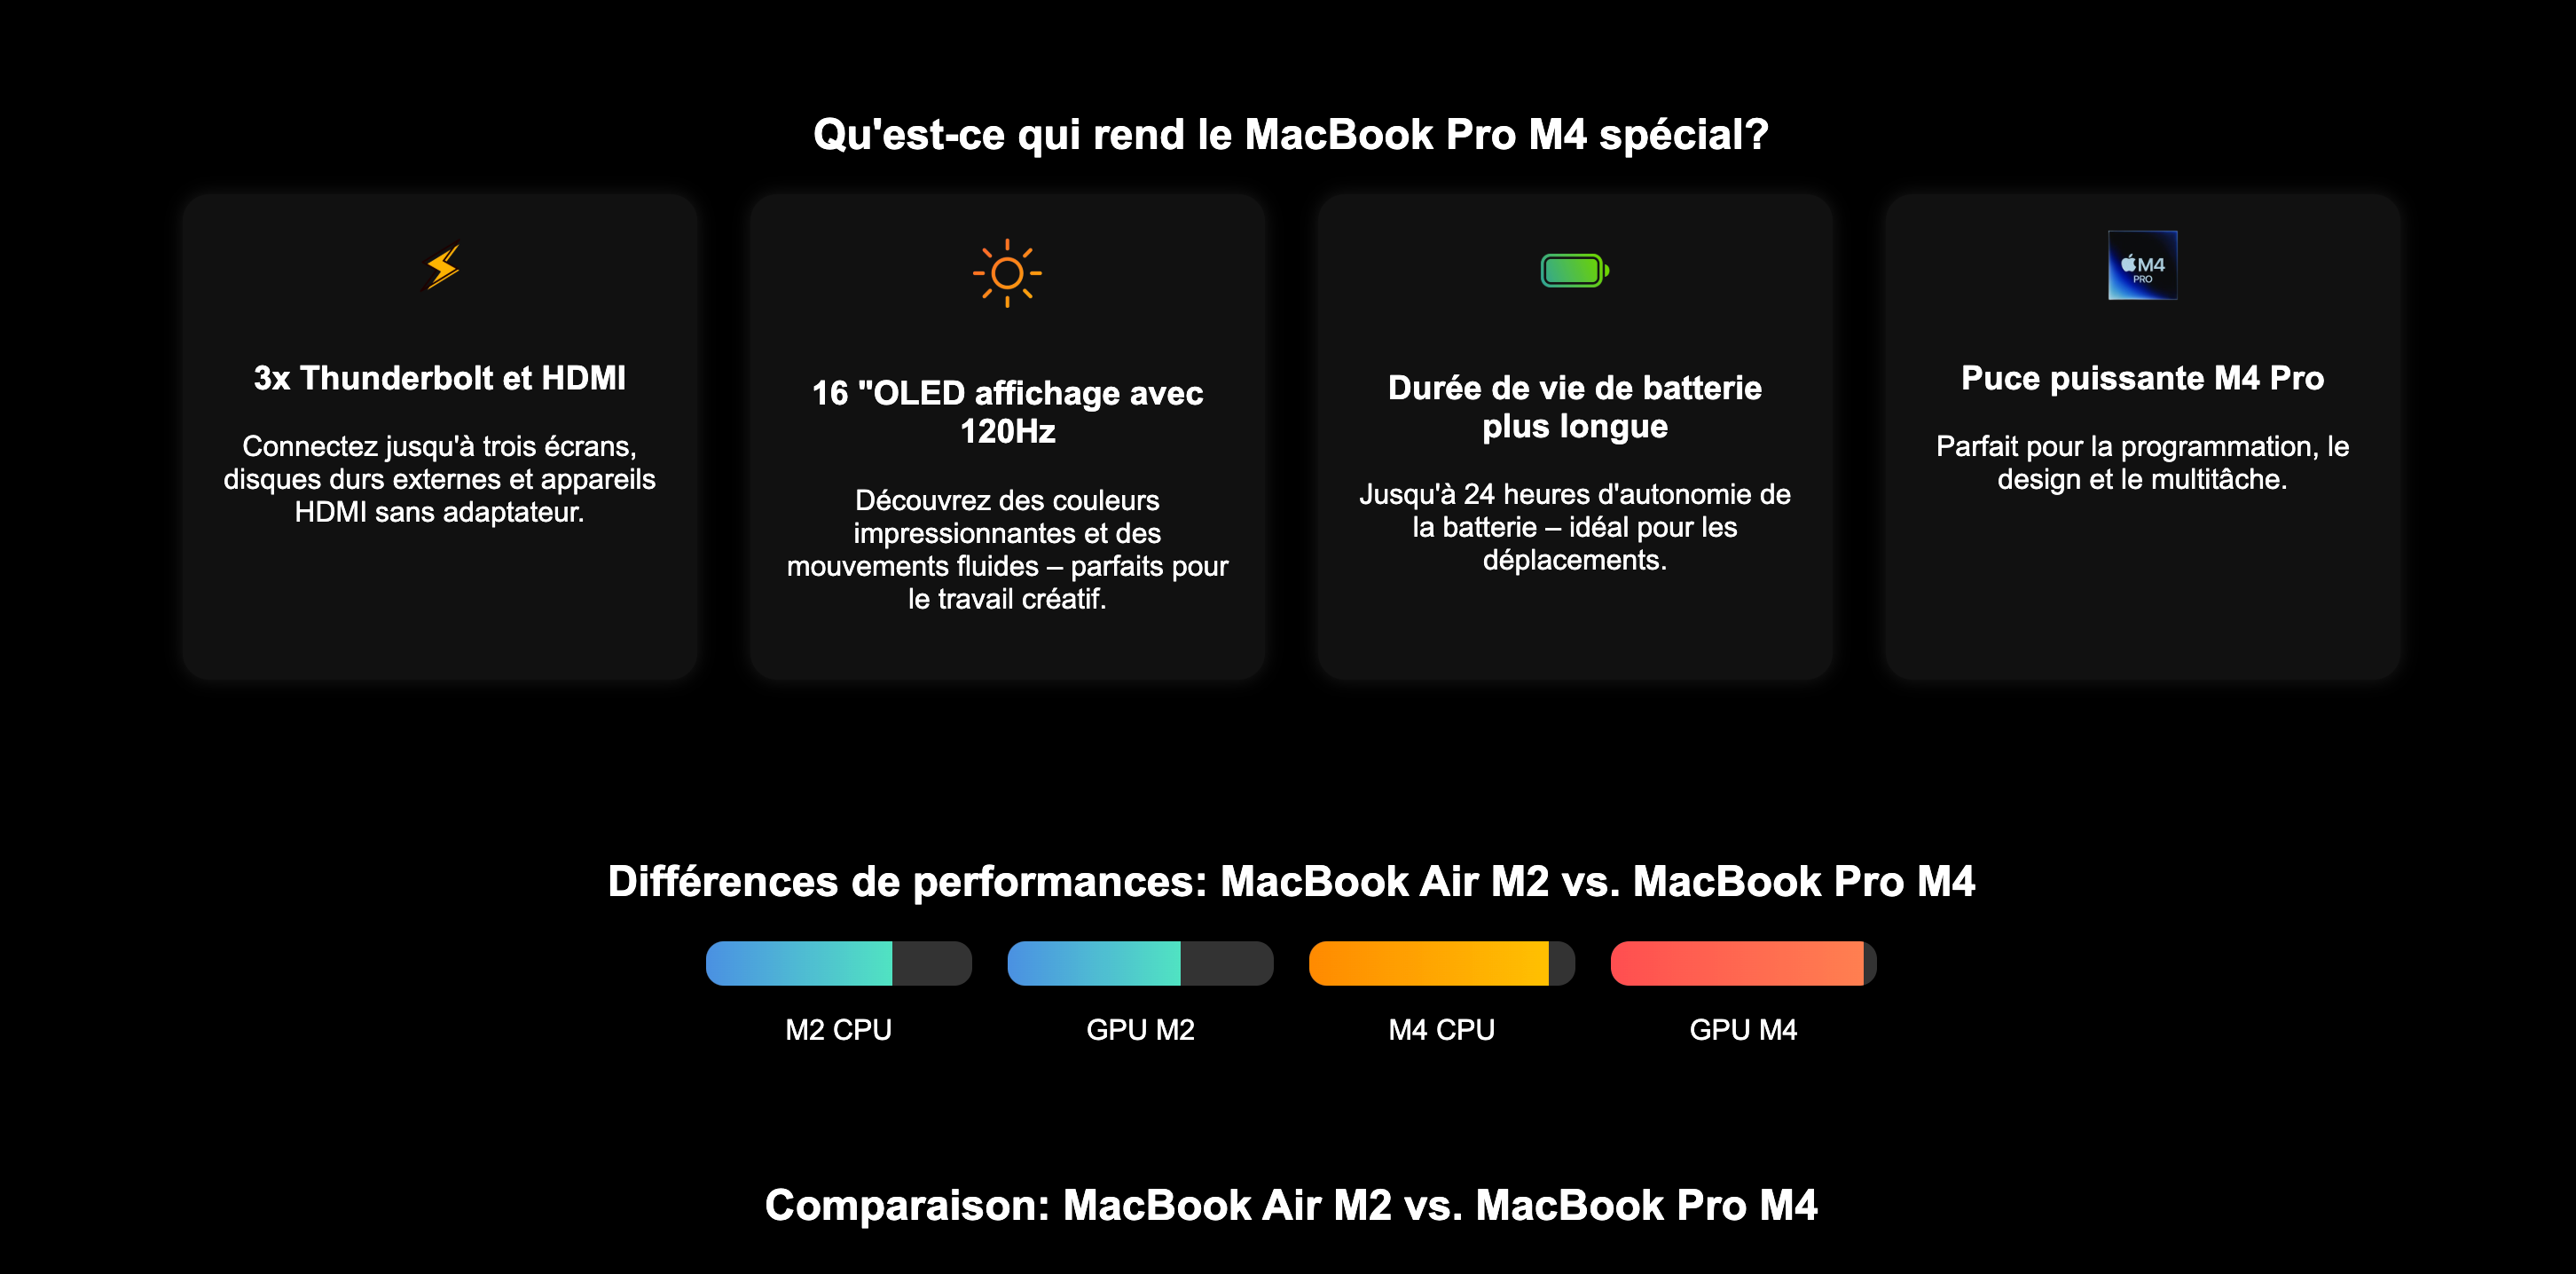 Qu'est-ce qui rend le MacBook Pro M4 spécial?
M4
PRO
3x Thunderbolt et HDMI
Connectez jusqu'à trois écrans,
disques durs externes et appareils
HDMI sans adaptateur.
16 "OLED affichage avec
120Hz
Découvrez des couleurs
impressionnantes et des
mouvements fluides – parfaits pour
le travail créatif.
Durée de vie de batterie
plus longue
Jusqu'à 24 heures d'autonomie de
la batterie – idéal pour les
déplacements.
Puce puissante M4 Pro
Parfait pour la programmation, le
design et le multitâche.
Différences de performances: MacBook Air M2 vs. MacBook Pro M4
M2 CPU
GPU M2
M4 CPU
GPU M4
Comparaison: MacBook Air M2 vs. MacBook Pro M4